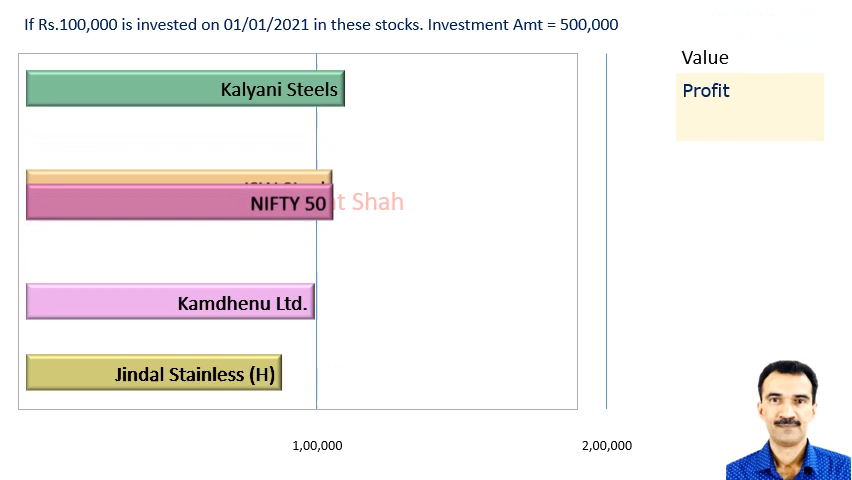 If Rs.100,000 is invested on 01/01/2021 in these stocks. Investment Amt = 500,000
Value
Profit
Kalyani Steels
NIFTY 50
Shah
Kamdhenu Ltd.
Jindal Stainless (H)
1,00,000
2,00,000